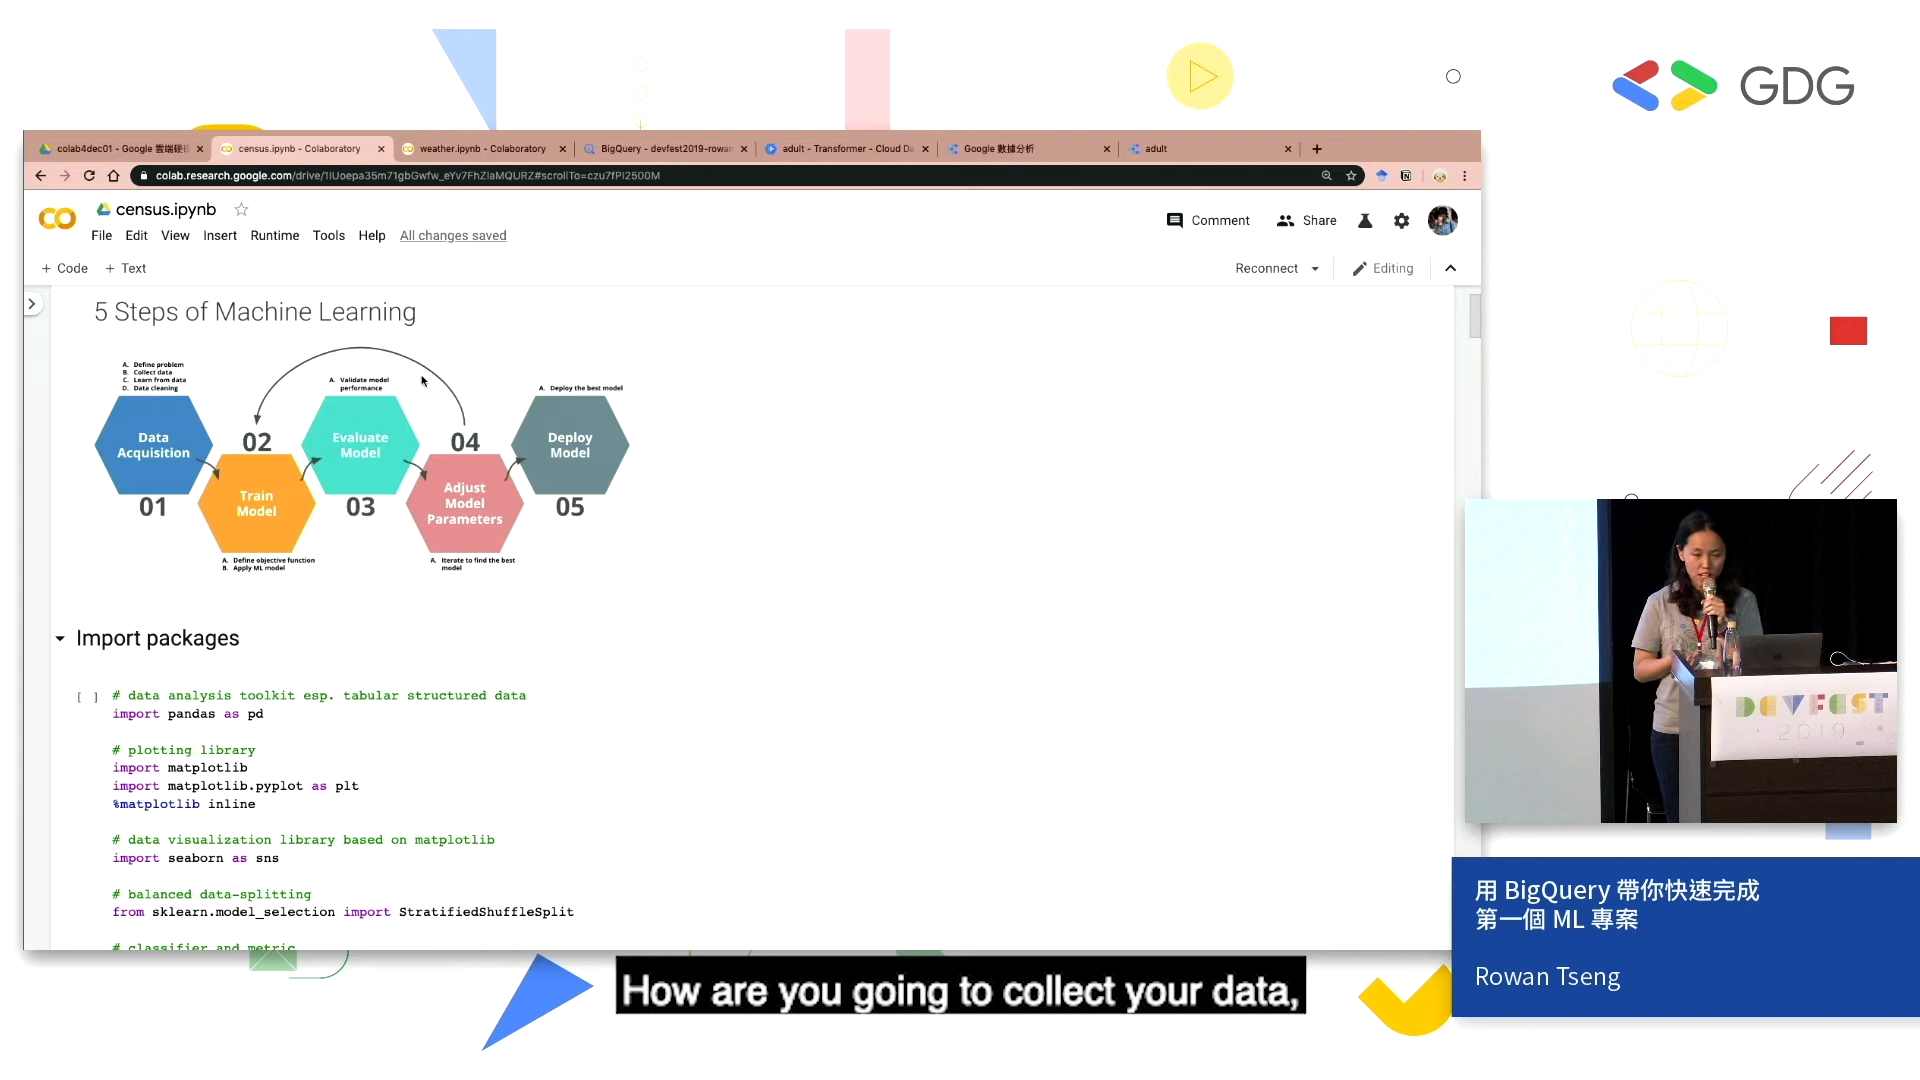 GDG
colab4dec01 - Google 雲端硬碟
census.ipynb - Colaboratory
weather.ipynb - Colaboratory
BigQuery - devfest2019-rowan
adult - Transformer - Cloud Da
Google 數據分析
adult
colab.research.google.com/drive/1IUoepa35m71gbGwfw_eYv7FhZlaMQURZ#scrollTo=czu7fPI2500M
census.ipynb
Comment
Share
File Edit View Insert Runtime Tools Help All changes saved
+ Code + Text
Reconnect
Editing
5 Steps of Machine Learning
A. Define problem
B. Collect data
C. Learn from data
D. Data cleaning
A. Validate model
performance
A. Deploy the best model
Data
Acquisition
01
02
Train
Model
Evaluate
Model
03
04
Adjust
Model
Parameters
Deploy
Model
05
A. Define objective function
B. Apply ML model
A. Iterate to find the best
model
Import packages
[ ] # data analysis toolkit esp. tabular structured data
import pandas as pd
# plotting library
import matplotlib
import matplotlib.pyplot as plt
%matplotlib inline
# data visualization library based on matplotlib
import seaborn as sns
# balanced data-splitting
from sklearn.model_selection import StratifiedShuffleSplit
# classifier and metric
DEVFEST
2019
用 BigQuery 帶你快速完成
第一個 ML 專案
Rowan Tseng
How are you going to collect your data,